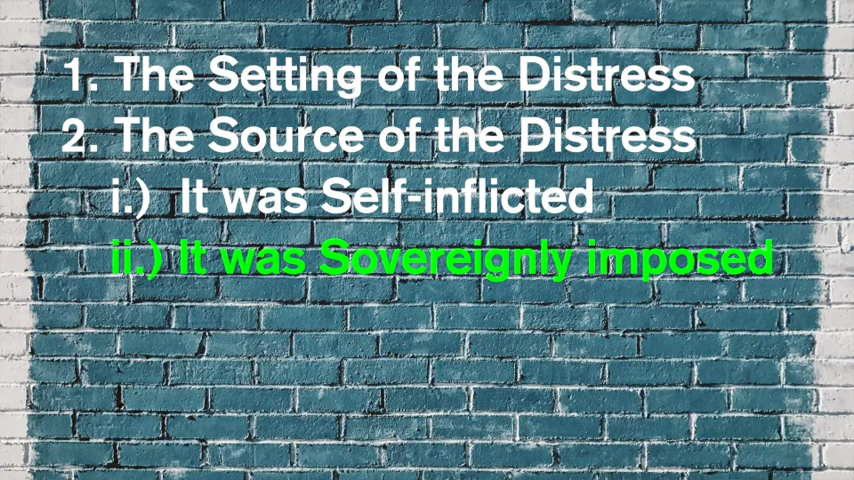 1. The Setting of the Distress
2. The Source of the Distress
i.) It was Self-inflicted
ii.) It was Sovereignly imposed